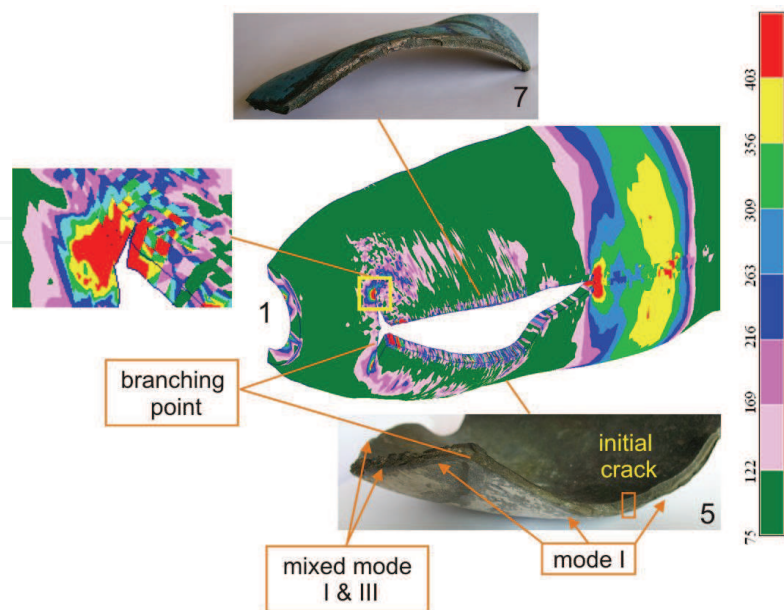 7
403
356
309
263
216
169
122
75
1
branching
point
initial
crack
5
mixed mode
I & III
mode I